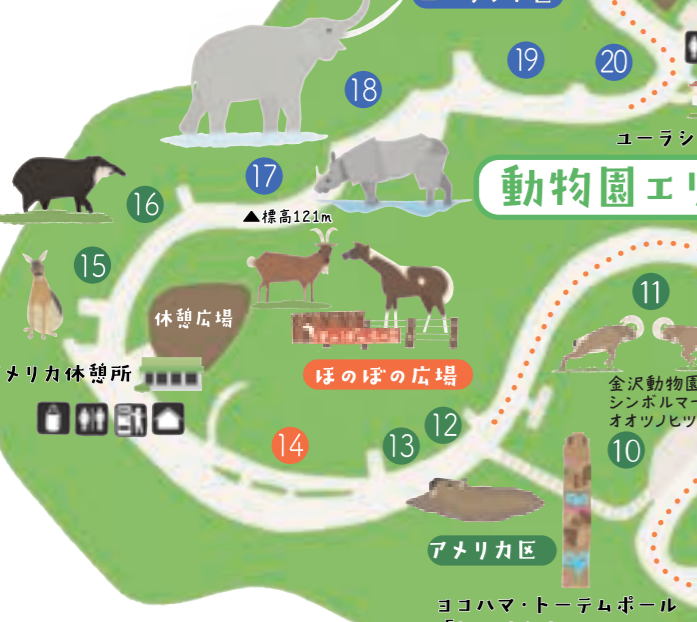 19
20
18
ユーラシ
17
動物園エリ
16
▲標高121m
15
11
休憩広場
メリカ休憩所
ほのぼの広場
金沢動物園
シンボルマー
オオツノヒツ
12
14
13
10
アメリカ区
ヨコハマ・トーテムポール